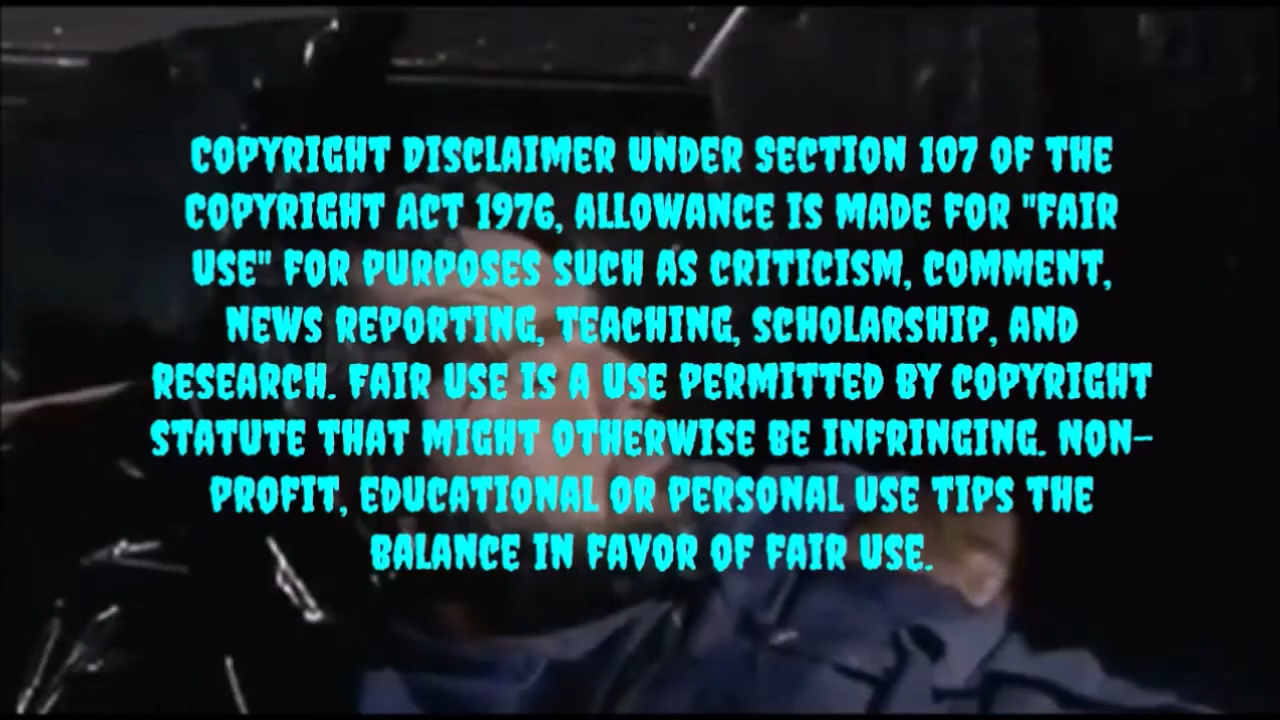 COPYRIGHT DISCLAIMER UNDER SECTION 107 OF THE
COPYRIGHT ACT 1976, ALLOWANCE IS MADE FOR "FAIR
USE" FOR PURPOSES SUCH AS CRITICISM, COMMENT,
NEWS REPORTING, TEACHING, SCHOLARSHIP, AND
RESEARCH. FAIR USE IS A USE PERMITTED BY COPYRIGHT
STATUTE THAT MIGHT OTHERWISE BE INFRINGING. NON-
PROFIT, EDUCATIONAL OR PERSONAL USE TIPS THE
BALANCE IN FAVOR OF FAIR USE.